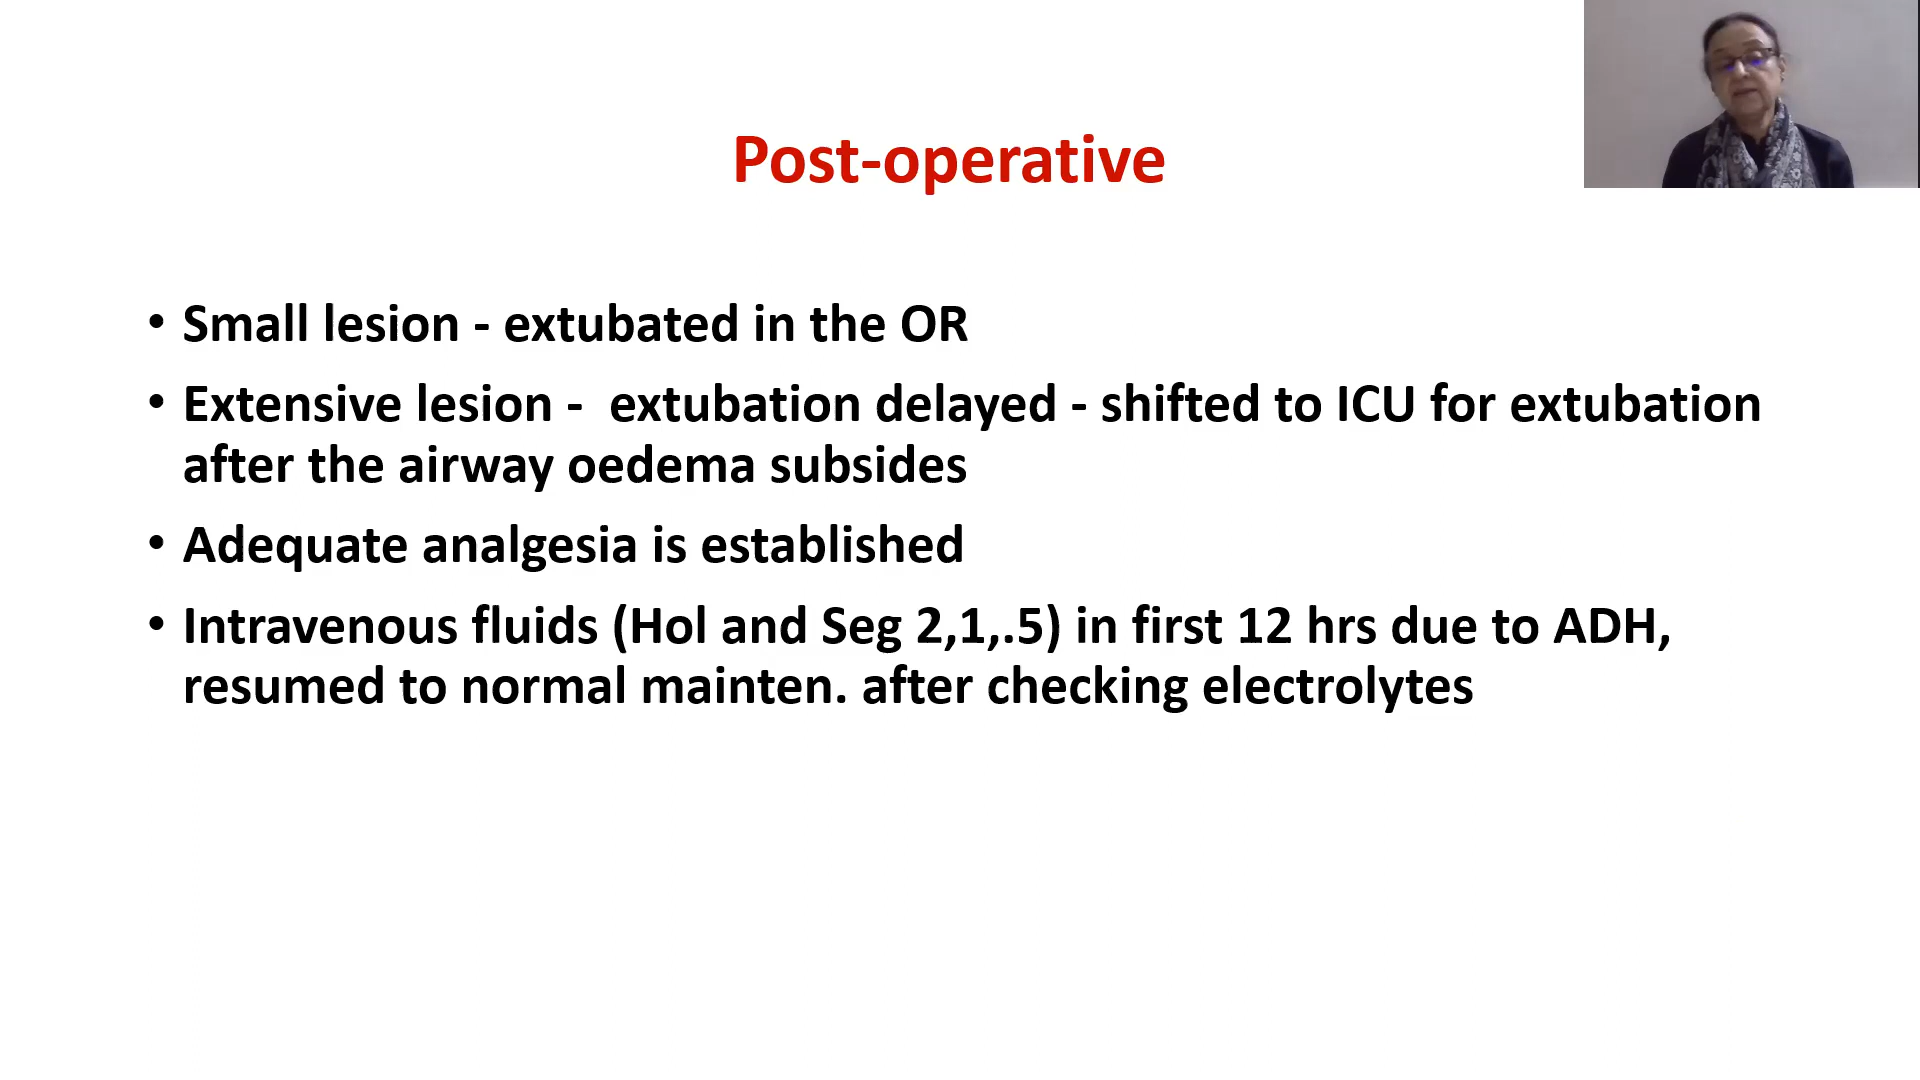 Post-operative
• Small lesion - extubated in the OR
• Extensive lesion -  extubation delayed - shifted to ICU for extubation
after the airway oedema subsides
• Adequate analgesia is established
• Intravenous fluids (Hol and Seg 2,1,.5) in first 12 hrs due to ADH,
resumed to normal mainten. after checking electrolytes